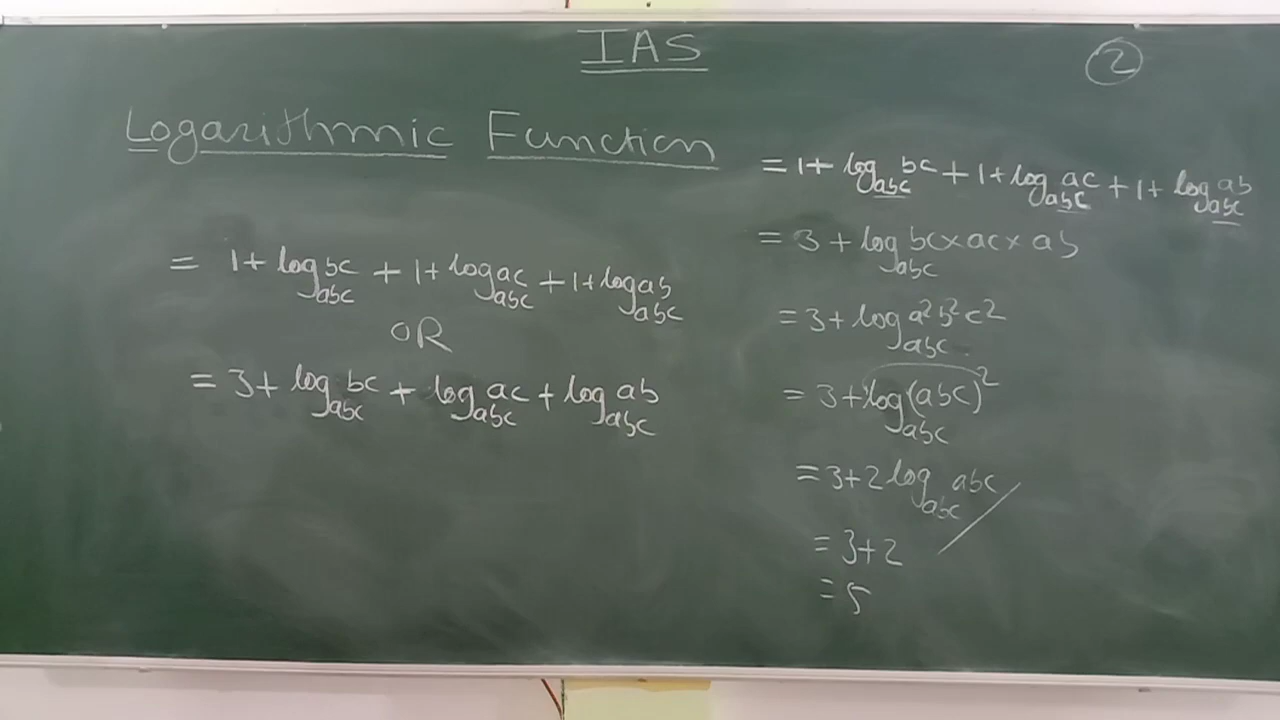 IAS
2
Logarithmic Function
= 1+ log_abc bc + 1+ log_abc ac + 1+ log_abc ab
OR
= 3+ log_abc bc + log_abc ac + log_abc ab
= 1+ log_abc bc + 1+ log_abc ac + 1+ log_abc ab
= 3 + log_abc bc×ac×ab
= 3+ log_abc a²b²c²
= 3+ log_abc (abc)²
= 3+2 log_abc abc
= 3+2
= 5